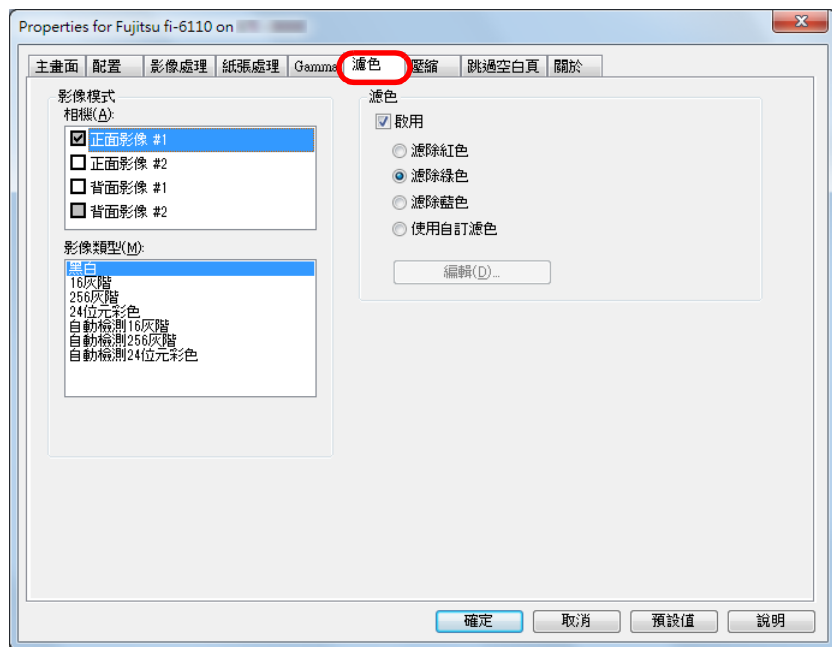 Properties for Fujitsu fi-6110 on
主畫面 配置 影像處理 紙張處理 Gamma 濾色 壓縮 跳過空白頁 關於
影像模式
相機(A):
正面影像 #1
正面影像 #2
背面影像 #1
背面影像 #2
影像類型(M):
黑白
16灰階
256灰階
24位元彩色
自動檢測16灰階
自動檢測256灰階
自動檢測24位元彩色
濾色
啟用
濾除紅色
濾除綠色
濾除藍色
使用自訂濾色
編輯(D)...
確定 取消 預設值 說明